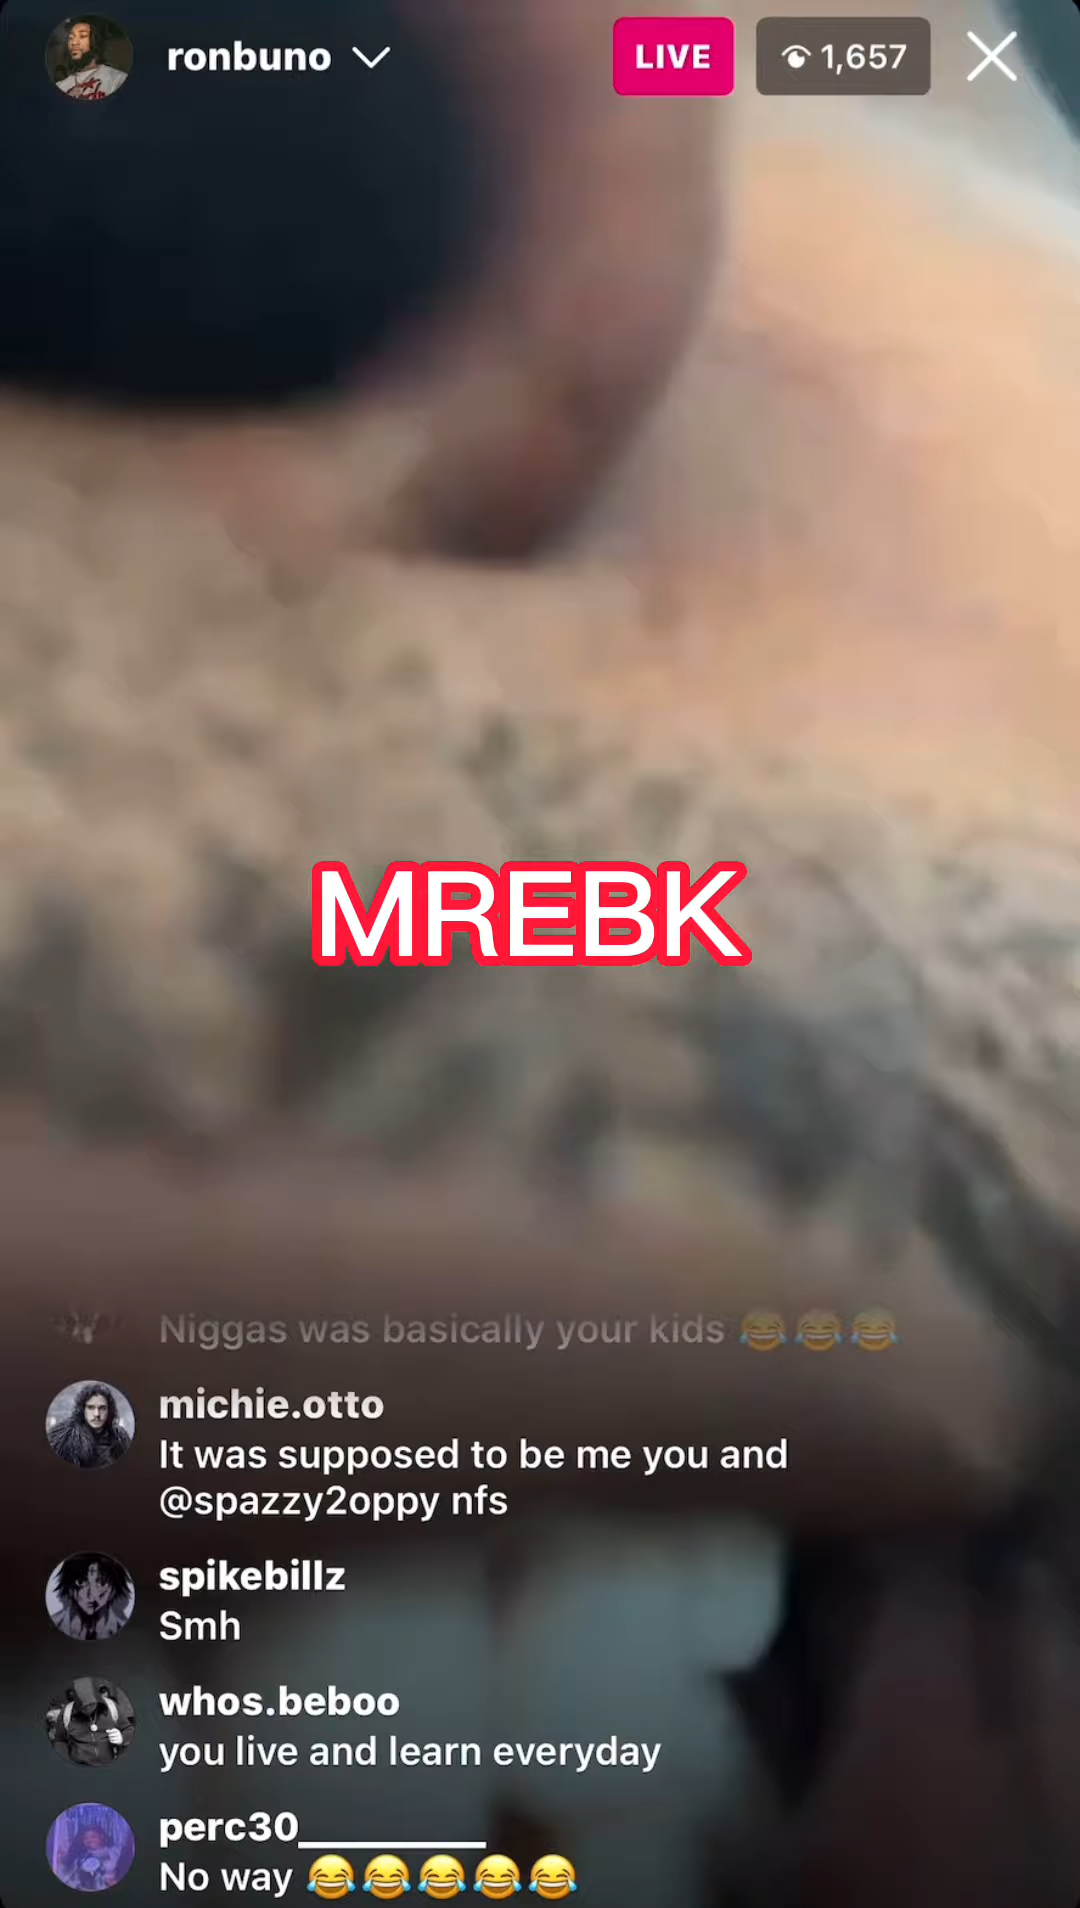 ronbuno
LIVE
1,657
MREBK
Niggas was basically your kids 😂😂😂
michie.otto
It was supposed to be me you and
@spazzy2oppy nfs
spikebillz
Smh
whos.beboo
you live and learn everyday
perc30_________
No way 😂😂😂😂😂